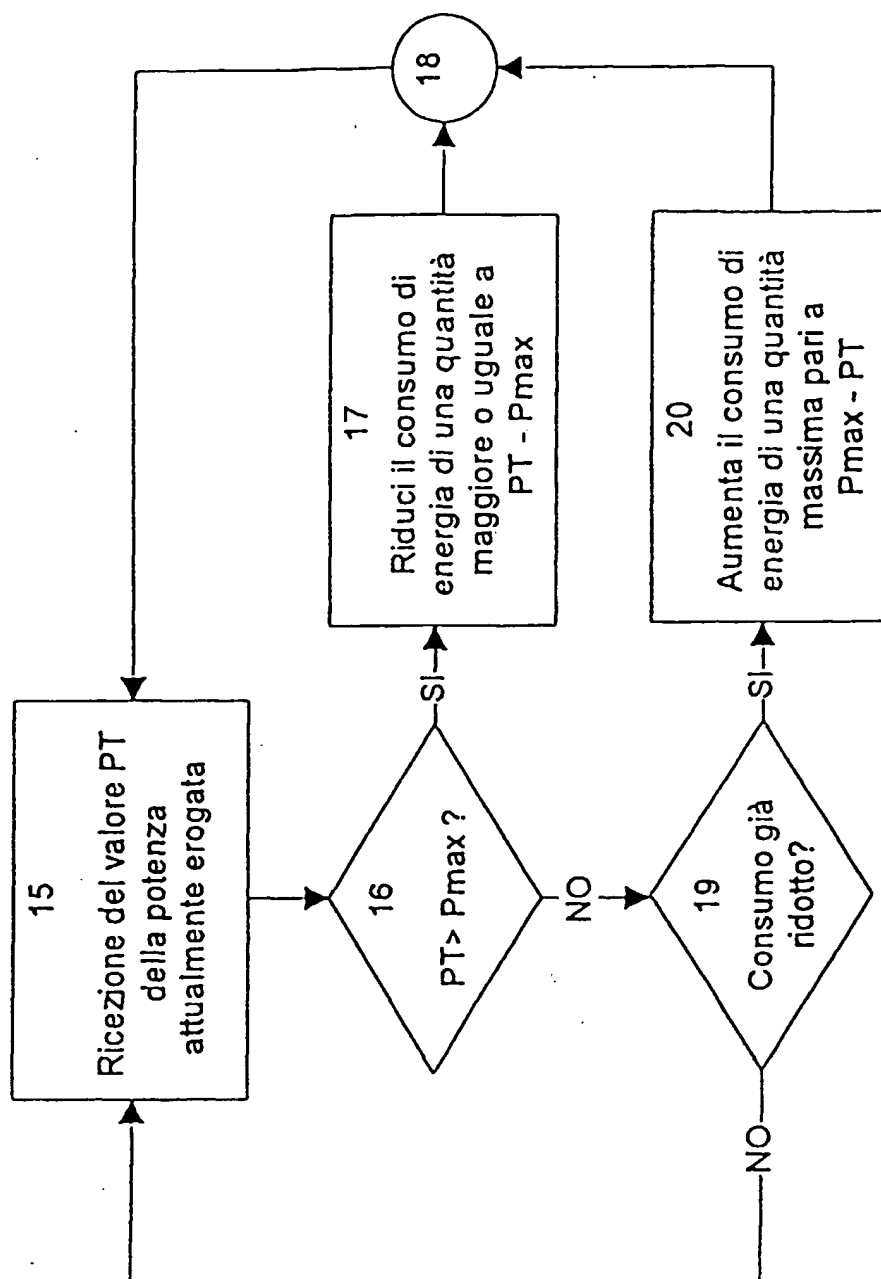 15
Ricezione del valore PT
della potenza
attualmente erogata
16
PT> Pmax ?
SI
17
Riduci il consumo di
energia di una quantità
maggiore o uguale a
PT - Pmax
18
NO
19
Consumo già
ridotto?
SI
20
Aumenta il consumo di
energia di una quantità
massima pari a
Pmax - PT
NO